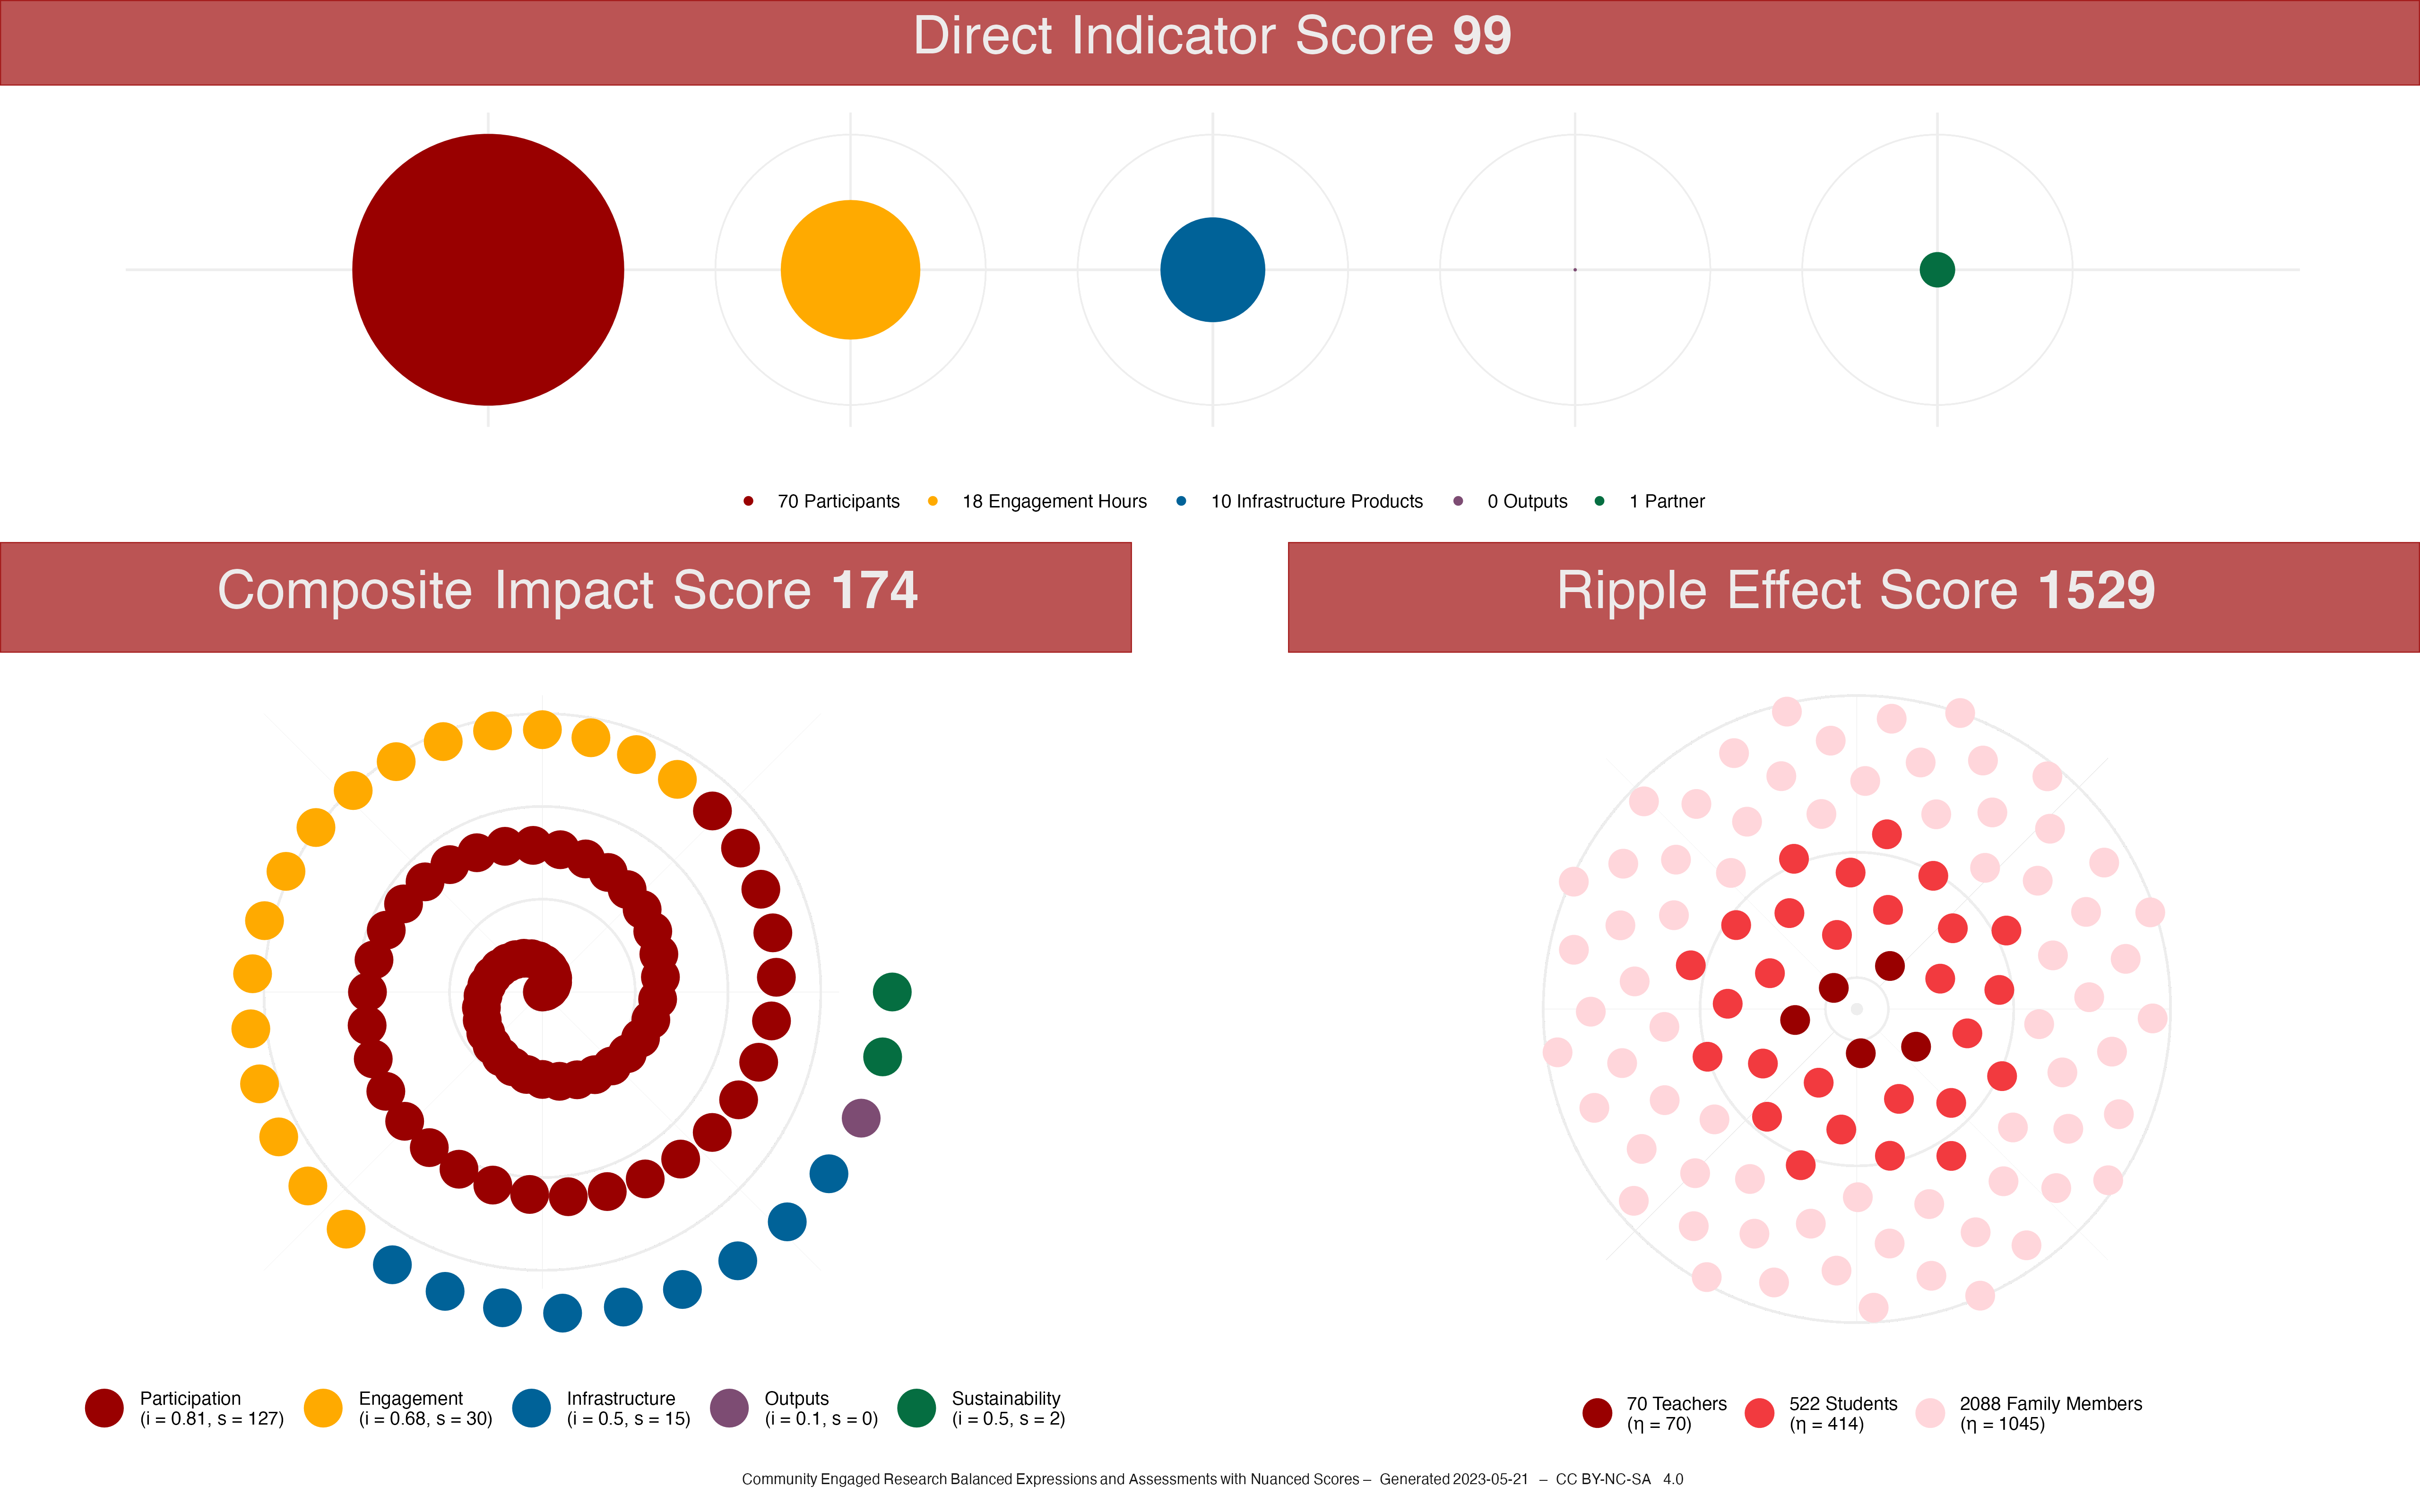 Direct Indicator Score 99
70 Participants
18 Engagement Hours
10 Infrastructure Products
0 Outputs
1 Partner
Composite Impact Score 174
Ripple Effect Score 1529
Participation
(i = 0.81, s = 127)
Engagement
(i = 0.68, s = 30)
Infrastructure
(i = 0.5, s = 15)
Outputs
(i = 0.1, s = 0)
Sustainability
(i = 0.5, s = 2)
70 Teachers
(η = 70)
522 Students
(η = 414)
2088 Family Members
(η = 1045)
Community Engaged Research Balanced Expressions and Assessments with Nuanced Scores – Generated 2023-05-21 – CC BY-NC-SA 4.0